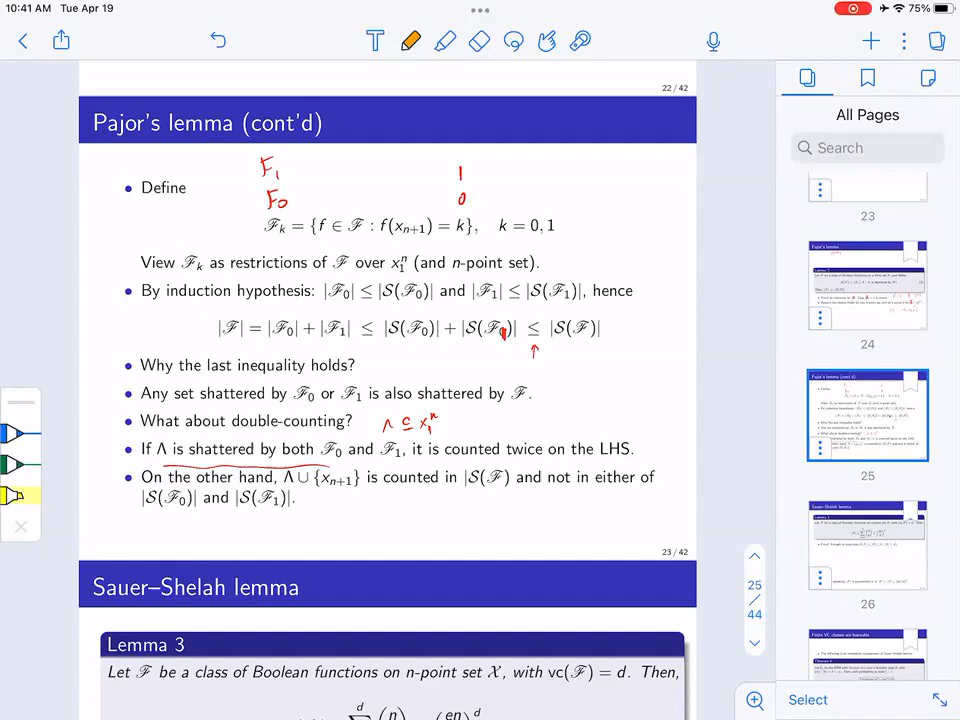 10:41 AM Tue Apr 19
75%
22 / 42
Pajor's lemma (cont'd)
F₁ 1
• Define
F₀ 0
ℱₖ = {f ∈ ℱ : f(xₙ₊₁) = k}, k = 0, 1
View ℱₖ as restrictions of ℱ over x₁ⁿ (and n-point set).
• By induction hypothesis: |ℱ₀| ≤ |𝒮(ℱ₀)| and |ℱ₁| ≤ |𝒮(ℱ₁)|, hence
|ℱ| = |ℱ₀| + |ℱ₁| ≤ |𝒮(ℱ₀)| + |𝒮(ℱ₁)| ≤ |𝒮(ℱ)|
↑
• Why the last inequality holds?
• Any set shattered by ℱ₀ or ℱ₁ is also shattered by ℱ.
• What about double-counting? Λ ⊆ x₁ⁿ
• If Λ is shattered by both ℱ₀ and ℱ₁, it is counted twice on the LHS.
• On the other hand, Λ ∪ {xₙ₊₁} is counted in |𝒮(ℱ)| and not in either of
|𝒮(ℱ₀)| and |𝒮(ℱ₁)|.
23 / 42
Sauer–Shelah lemma
Lemma 3
Let ℱ be a class of Boolean functions on n-point set 𝒳, with vc(ℱ) = d. Then,
All Pages
Search
23
24
25
Sauer–Shelah lemma
26
25
/
44
Select